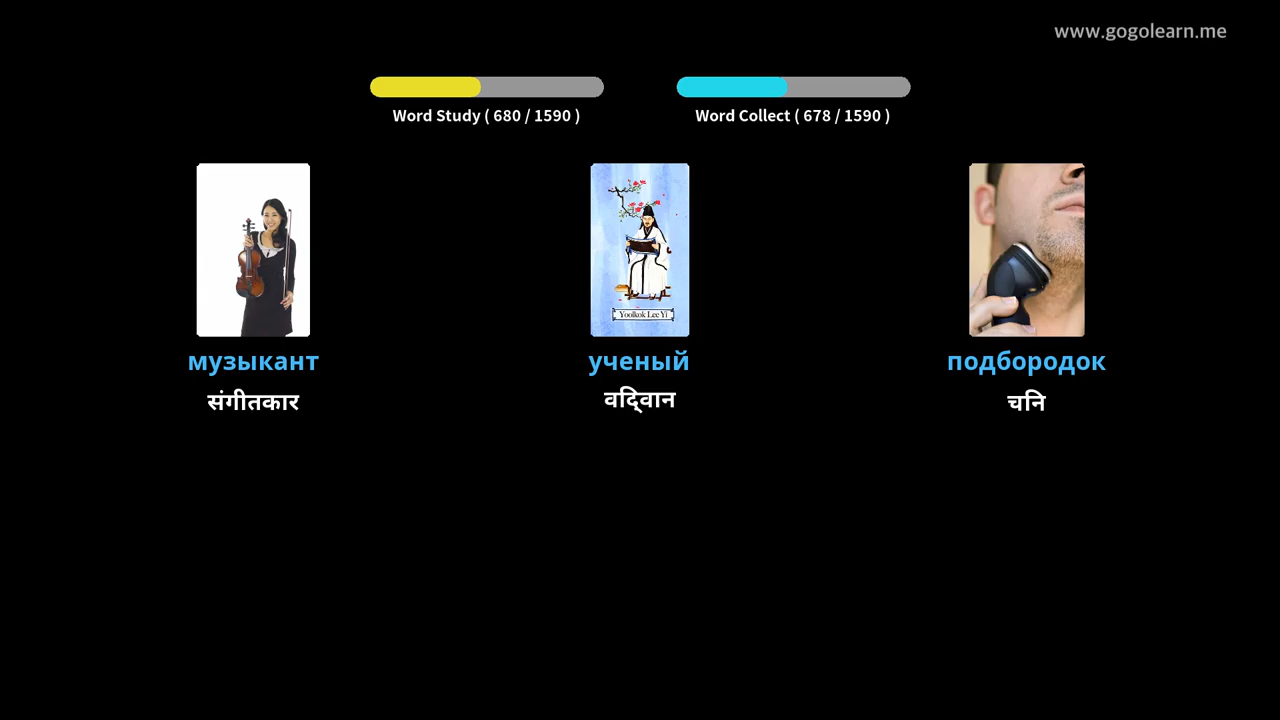 www.gogolearn.me
Word Study ( 680 / 1590 )
Word Collect ( 678 / 1590 )
Yoolkok Lee Yi
музыкант
ученый
подбородок
संगीतकार
वदि्वान
चनि